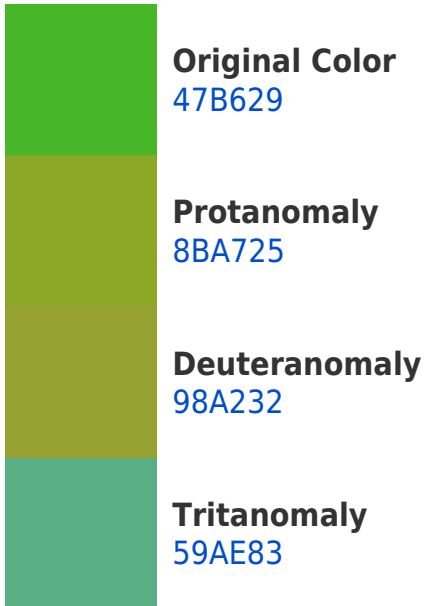 Original Color
47B629
Protanomaly
8BA725
Deuteranomaly
98A232
Tritanomaly
59AE83